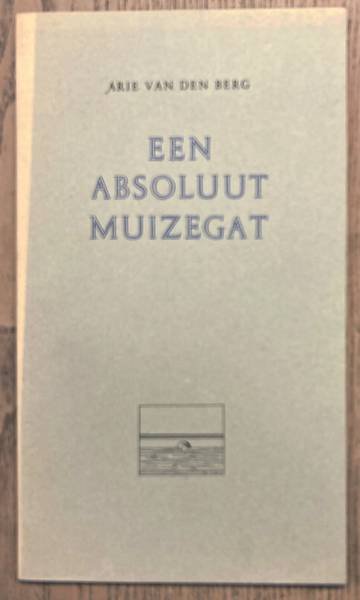 ARIE VAN DEN BERG
EEN
ABSOLUUT
MUIZEGAT